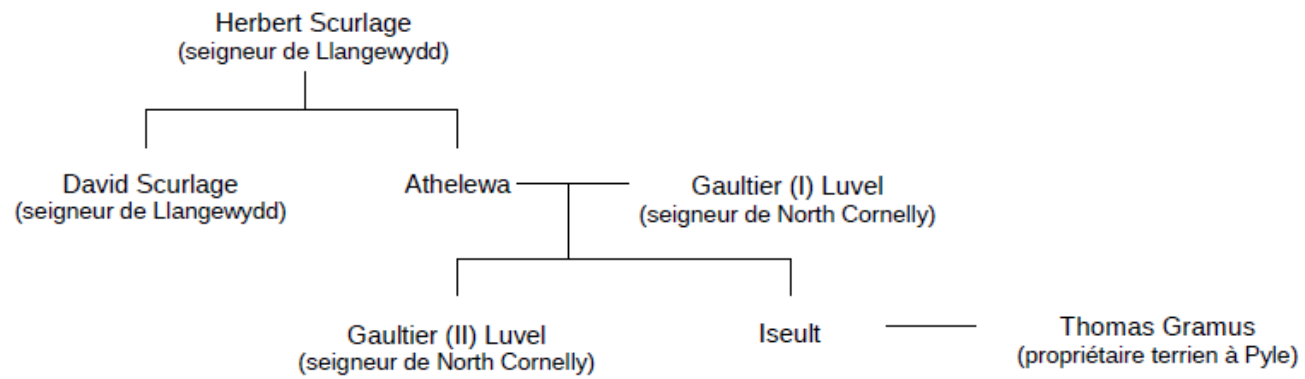 Herbert Scurlage
(seigneur de Llangewydd)
David Scurlage
(seigneur de Llangewydd)
Athelewa
Gaultier (I) Luvel
(seigneur de North Cornelly)
Gaultier (II) Luvel
(seigneur de North Cornelly)
Iseult
Thomas Gramus
(propriétaire terrien à Pyle)